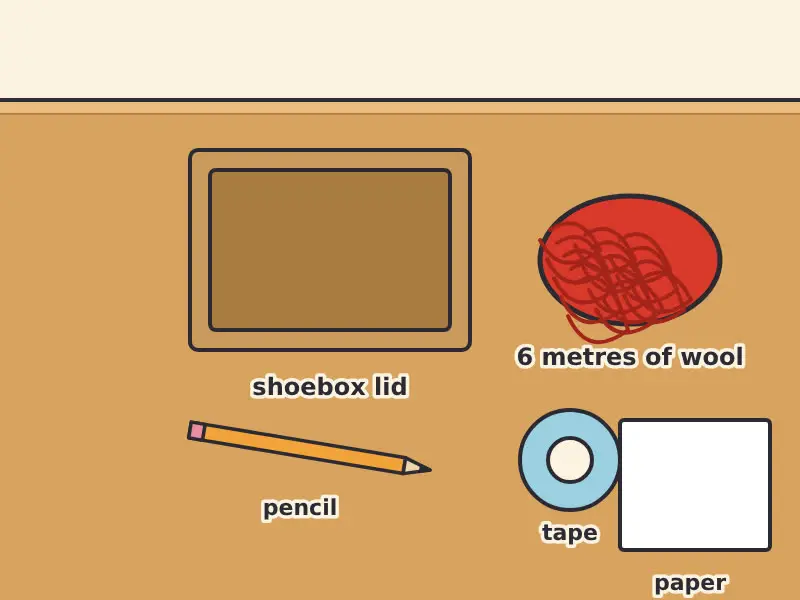 6 metres of wool
shoebox lid
pencil
tape
paper